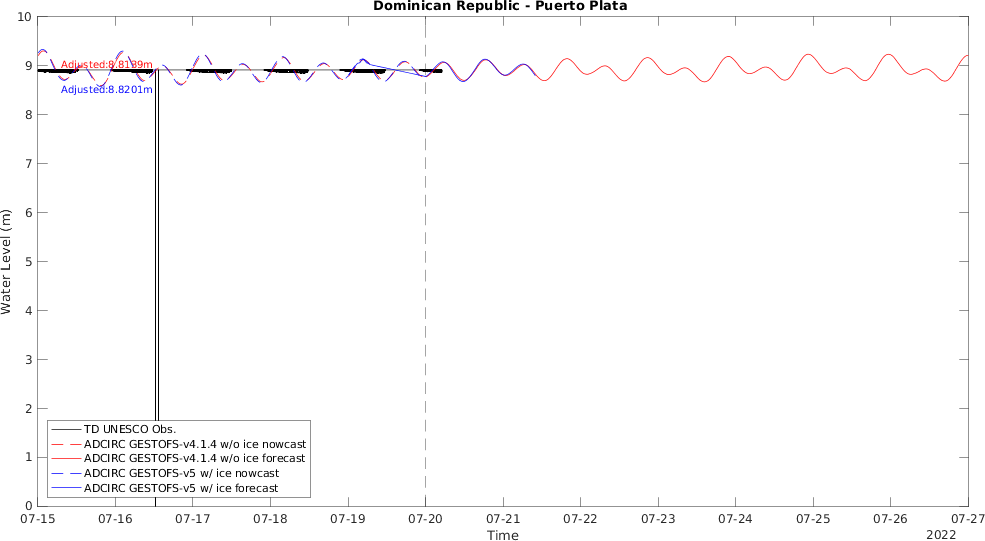 Dominican Republic - Puerto Plata
10
9
8
7
6
5
4
3
2
1
0
Water Level (m)
Adjusted:8.8139m
Adjusted:8.8201m
TD UNESCO Obs.
ADCIRC GESTOFS-v4.1.4 w/o ice nowcast
ADCIRC GESTOFS-v4.1.4 w/o ice forecast
ADCIRC GESTOFS-v5 w/ ice nowcast
ADCIRC GESTOFS-v5 w/ ice forecast
07-15 07-16 07-17 07-18 07-19 07-20 07-21 07-22 07-23 07-24 07-25 07-26 07-27
Time
2022